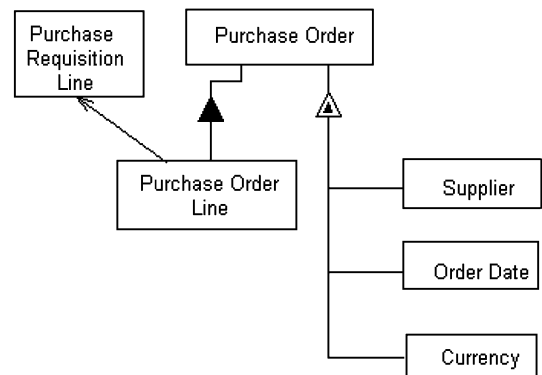 Purchase
Requisition
Line
Purchase Order
Purchase Order
Line
Supplier
Order Date
Currency